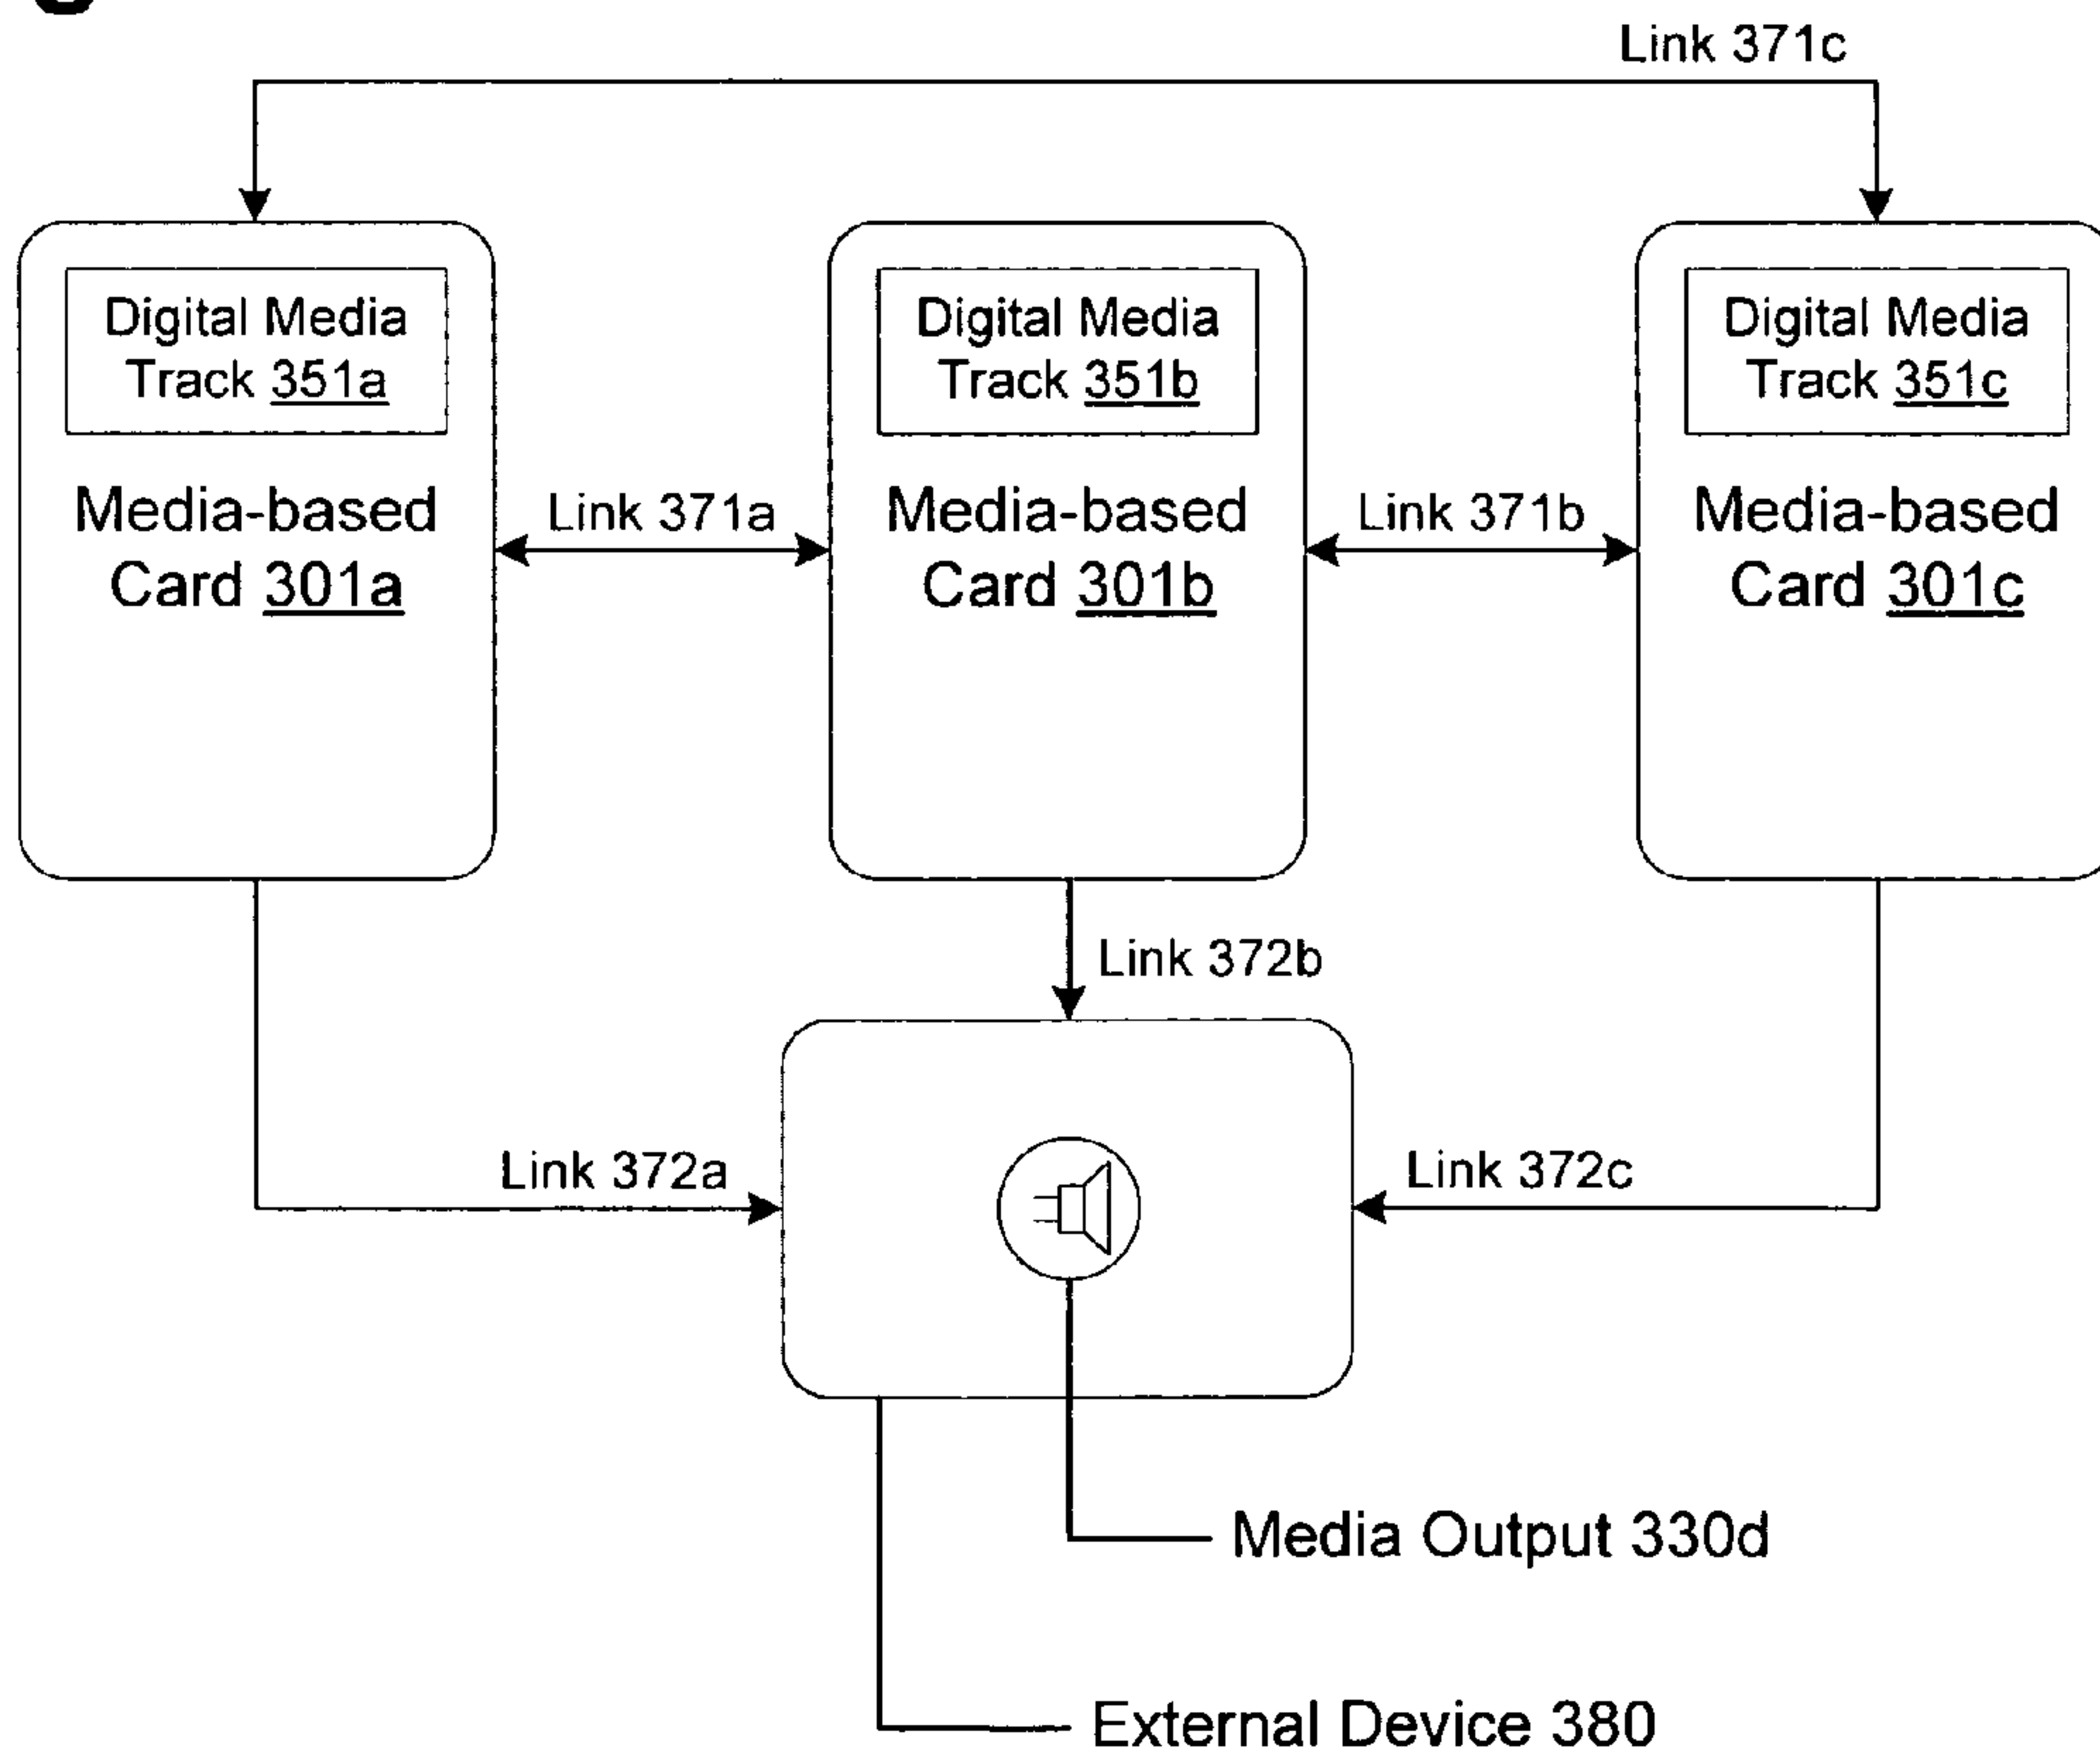 Link 371c
Digital Media
Track 351a
Digital Media
Track 351b
Digital Media
Track 351c
Media-based
Card 301a
Link 371a
Media-based
Card 301b
Link 371b
Media-based
Card 301c
Link 372b
Link 372a
Link 372c
Media Output 330d
External Device 380